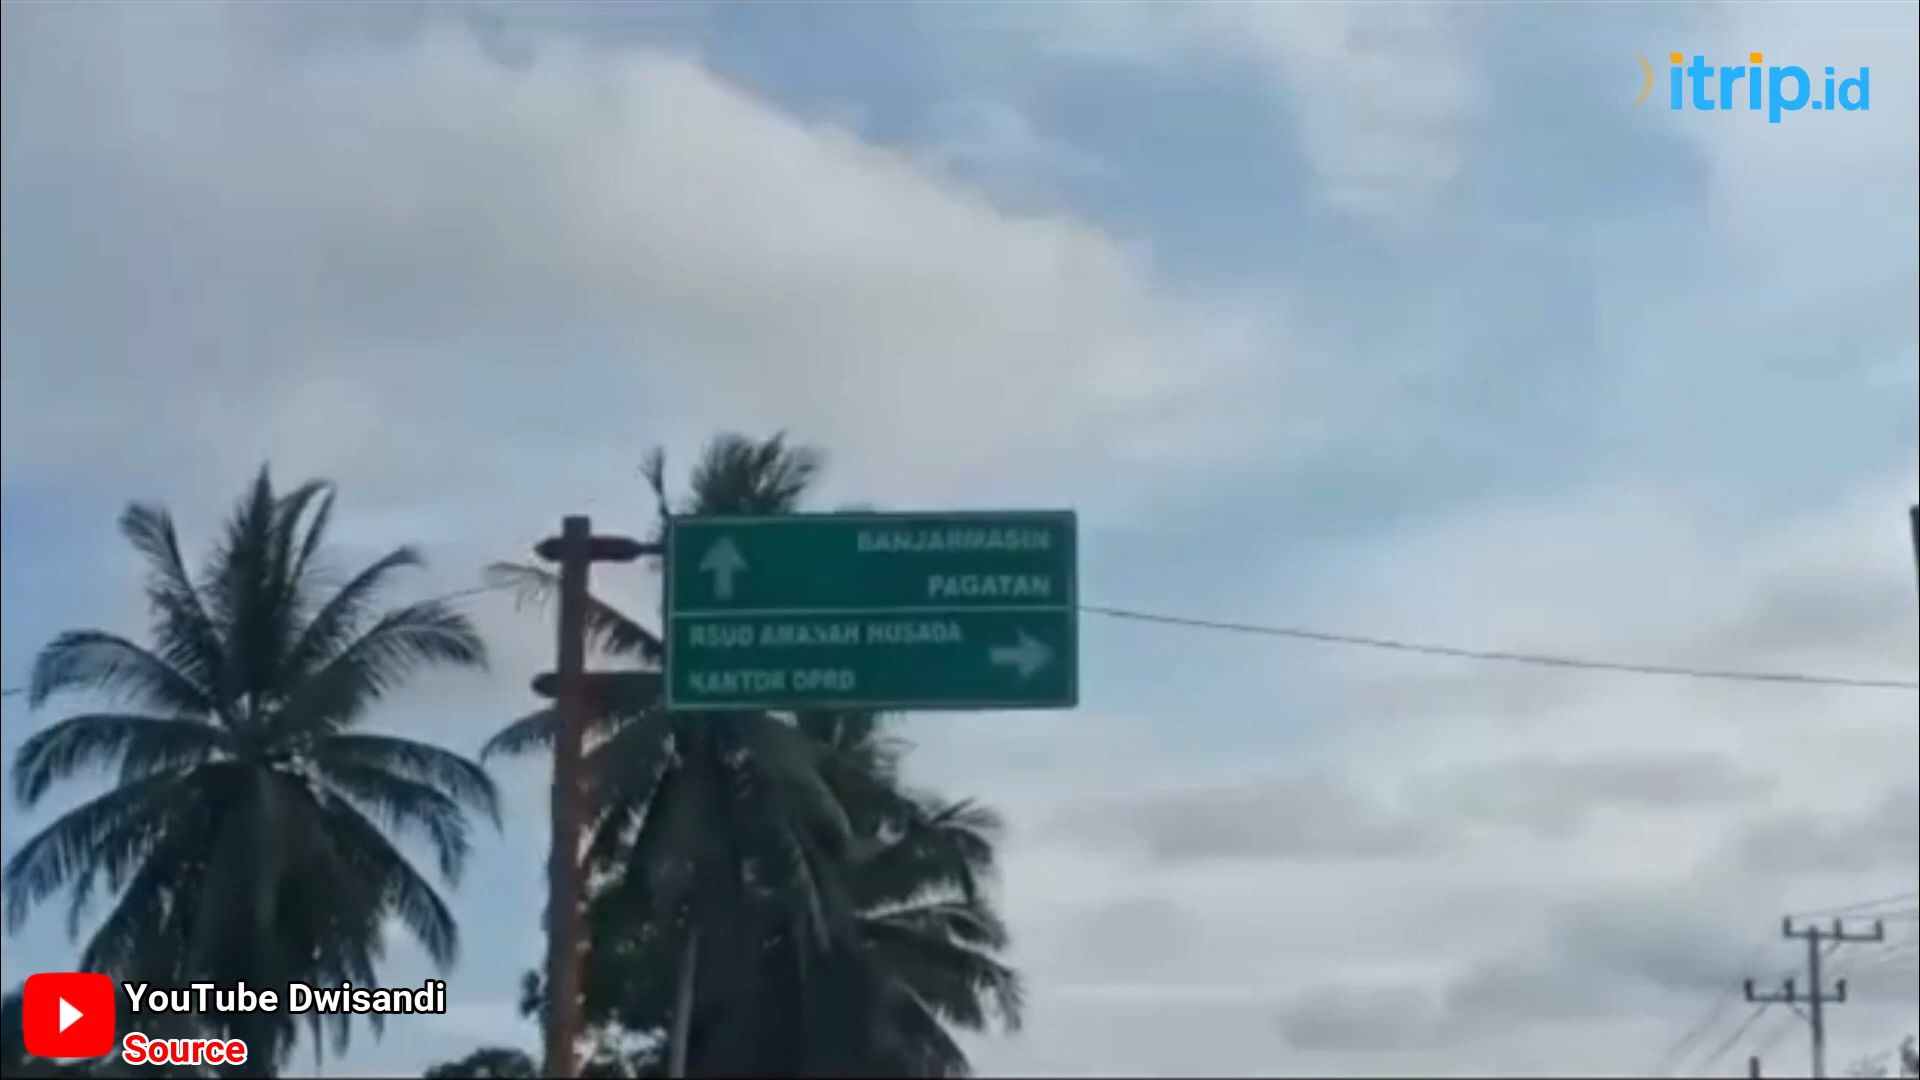 itrip.id
BANJARMASIN
PAGATAN
RSUD AMANAH HUSADA
KANTOR DPRD
YouTube Dwisandi
Source